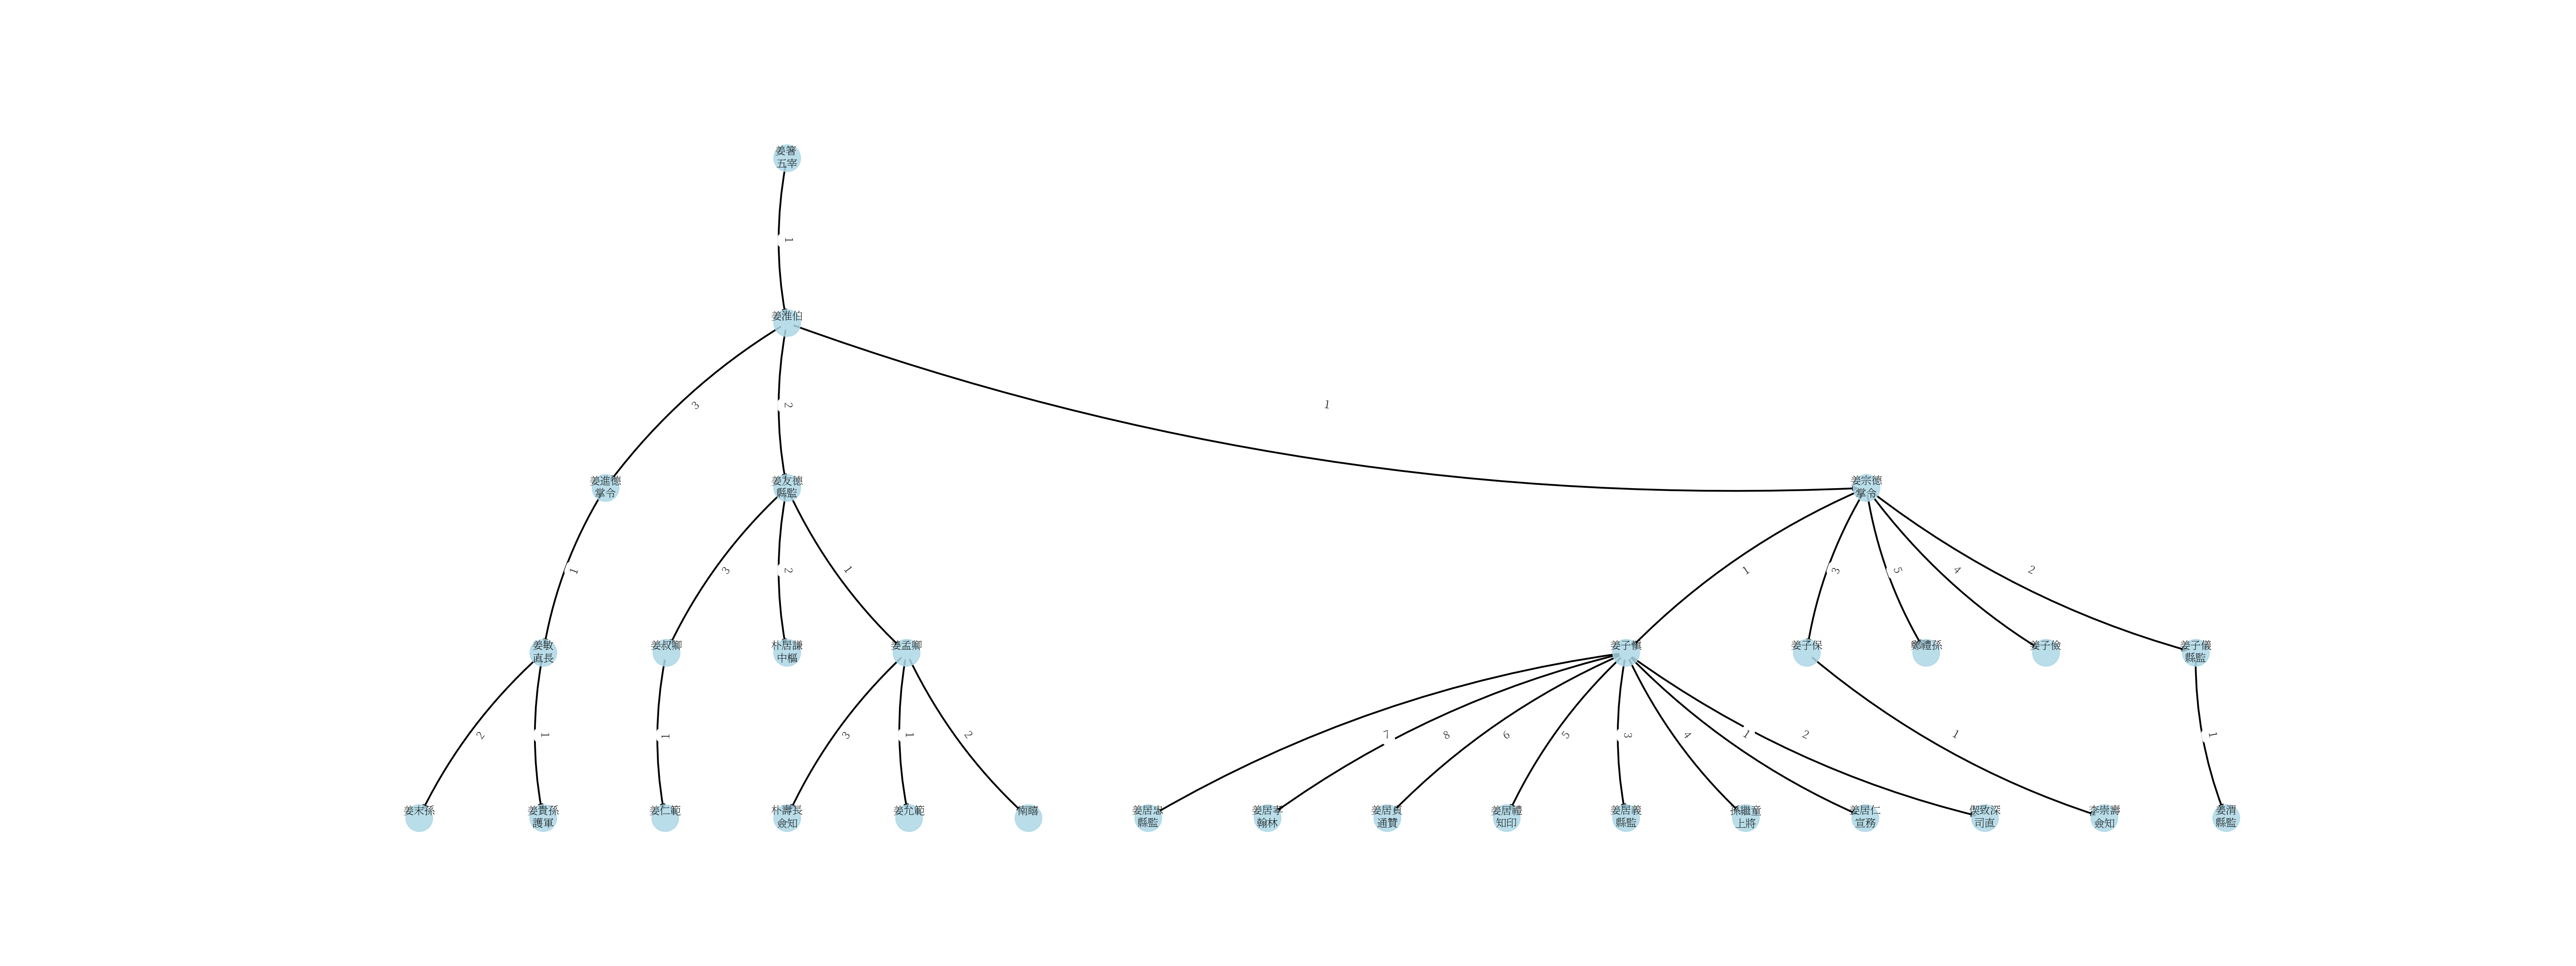 姜箸
五宰
1
姜淮伯
3
2
1
姜進德
掌令
姜友德
縣監
姜宗德
掌令
1
3
2
1
1
3
5
4
2
姜敏
直長
姜叔卿
朴居謙
中樞
姜孟卿
姜子愼
姜子保
鄭禮孫
姜子儉
姜子儀
縣監
2
1
1
3
1
2
7
8
6
5
3
4
1
2
1
1
姜末孫
姜貴孫
護軍
姜仁範
朴壽長
僉知
姜允範
南曀
姜居忠
縣監
姜居孝
翰林
姜居貞
通贊
姜居禮
知印
姜居義
縣監
孫繼童
上將
姜居仁
宣務
偰致深
司直
李崇壽
僉知
姜渭
縣監